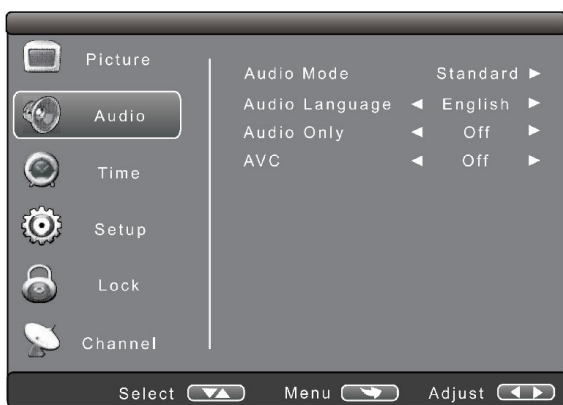 Picture
Audio
Time
Setup
Lock
Channel
Audio Mode Standard
Audio Language English
Audio Only Off
AVC Off
Select Menu Adjust